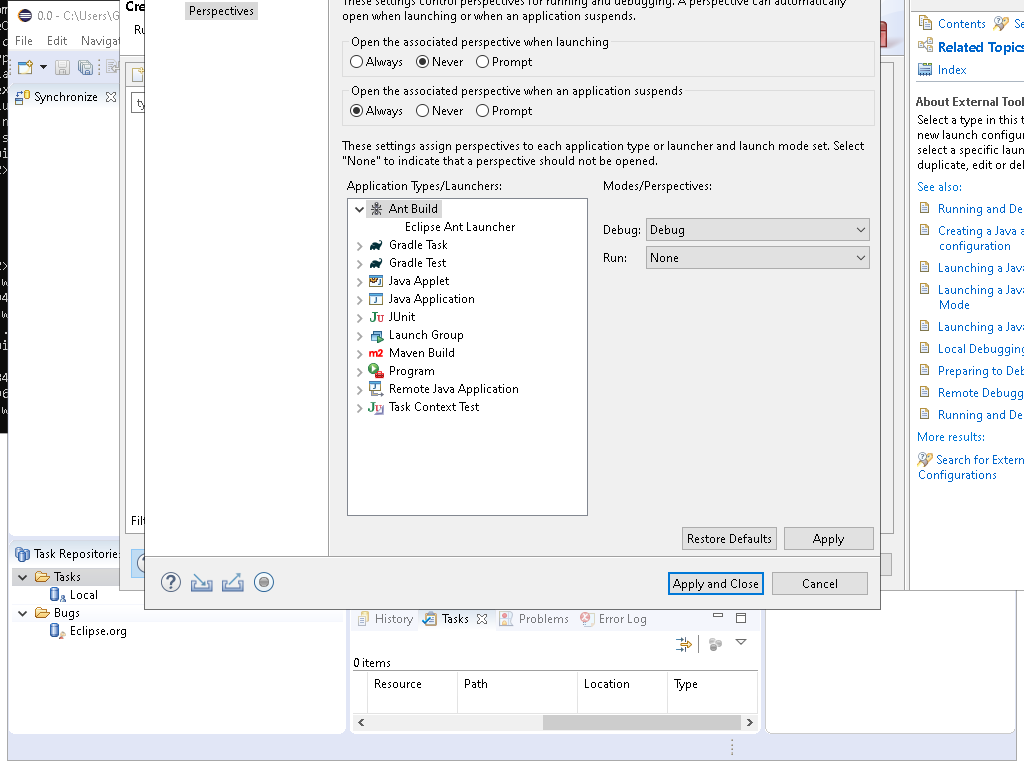 0.0 - C:\Users\G
File Edit Naviga
Synchronize
Cre
Ru
Perspectives
These settings control perspectives for running and debugging. A perspective can automatically
open when launching or when an application suspends.
Open the associated perspective when launching
Always Never Prompt
Open the associated perspective when an application suspends
Always Never Prompt
These settings assign perspectives to each application type or launcher and launch mode set. Select
"None" to indicate that a perspective should not be opened.
Application Types/Launchers:
Modes/Perspectives:
Ant Build
Eclipse Ant Launcher
Gradle Task
Gradle Test
Java Applet
Java Application
JUnit
Launch Group
Maven Build
Program
Remote Java Application
Task Context Test
Debug: Debug
Run: None
Restore Defaults Apply
Apply and Close Cancel
Filt
Contents Se
Related Topics
Index
About External Tool
Select a type in this t
new launch configur
select a specific laun
duplicate, edit or del
See also:
Running and De
Creating a Java a
configuration
Launching a Java
Launching a Java
Mode
Launching a Java
Local Debugging
Preparing to Deb
Remote Debugg
Running and De
More results:
Search for Extern
Configurations
Task Repositorie
Tasks
Local
Bugs
Eclipse.org
History Tasks Problems Error Log
0 items
Resource Path Location Type